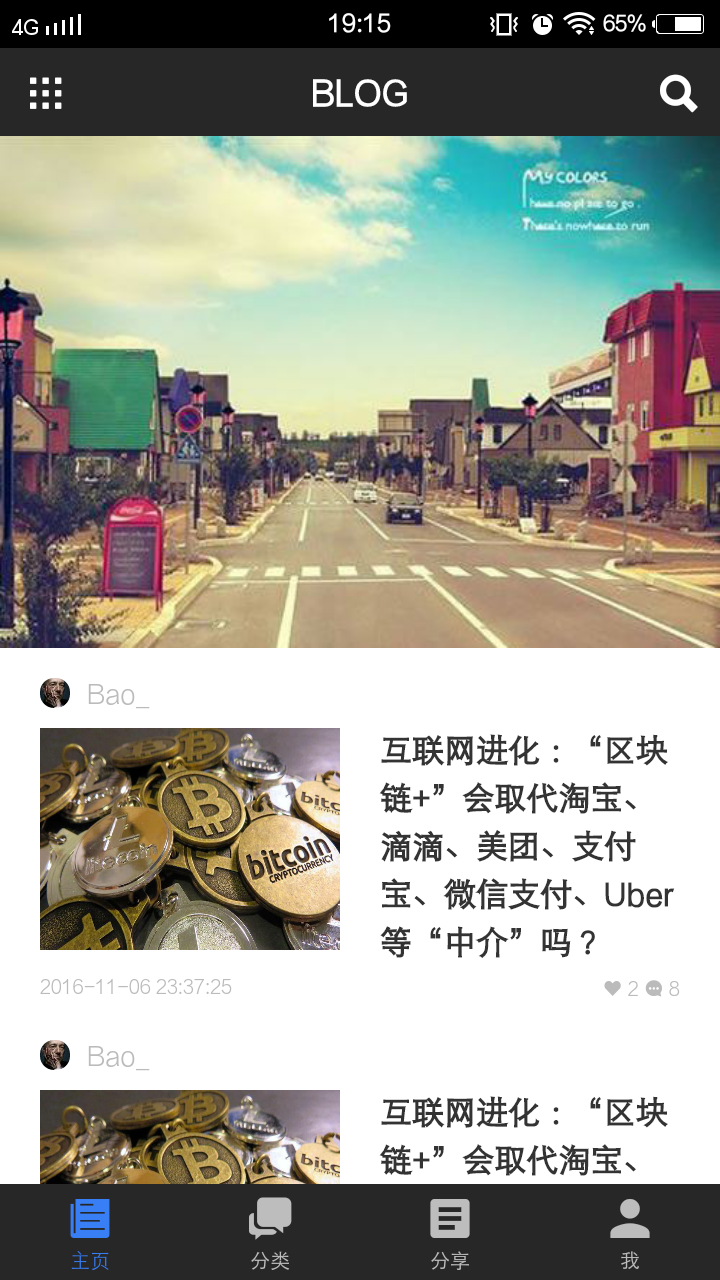 4G 19:15 65%
BLOG
My COLORS
have no place to go .
There's nowhere to run
Coca-Cola
Bao_
互联网进化：“区块
链+”会取代淘宝、
滴滴、美团、支付
宝、微信支付、Uber
等“中介”吗？
bitcoin
CRYPTOCURRENCY
2016-11-06 23:37:25 2 8
Bao_
互联网进化：“区块
链+”会取代淘宝、
主页 分类 分享 我